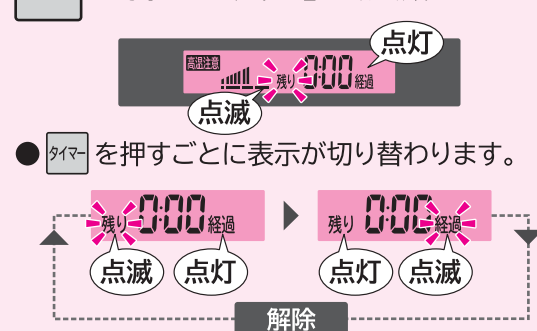 点灯
高温注意
残り 0:00 経過
点滅
● タイマー を押すごとに表示が切り替わります。
残り 0:00 経過 残り 0:00 経過
点滅 点灯 点灯 点滅
解除